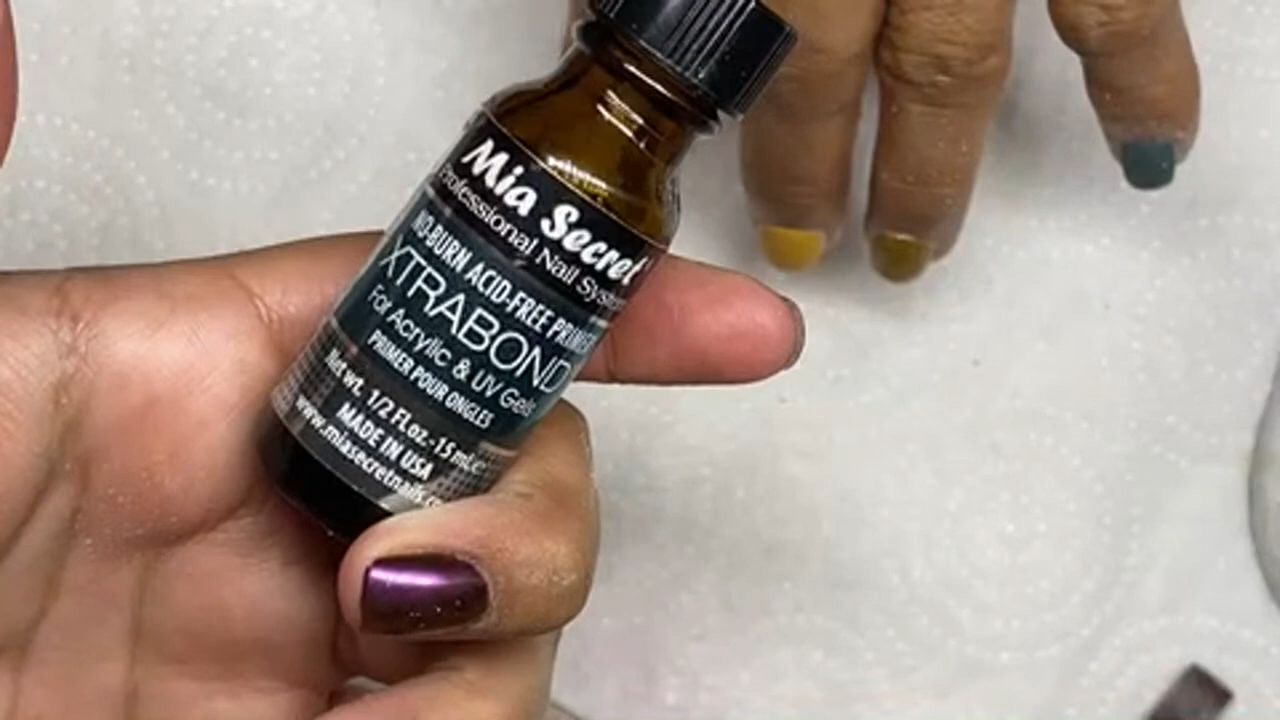 Mia Secret
Professional Nail System
NO-BURN ACID-FREE PRIMER
XTRABOND
For Acrylic & UV Gels
PRIMER POUR ONGLES
Net wt. 1/2 FL.oz.-15 mL.
MADE IN USA
www.miasecretnails.co